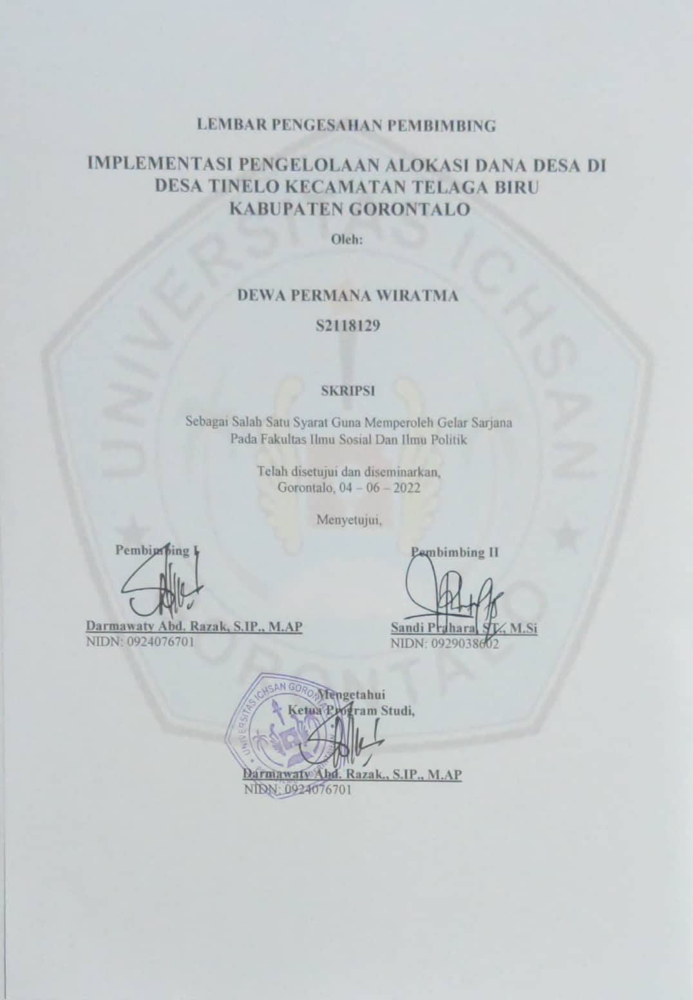 LEMBAR PENGESAHAN PEMBIMBING
IMPLEMENTASI PENGELOLAAN ALOKASI DANA DESA DI
DESA TINELO KECAMATAN TELAGA BIRU
KABUPATEN GORONTALO
Oleh:
DEWA PERMANA WIRATMA
S2118129
SKRIPSI
Sebagai Salah Satu Syarat Guna Memperoleh Gelar Sarjana
Pada Fakultas Ilmu Sosial Dan Ilmu Politik
Telah disetujui dan diseminarkan,
Gorontalo, 04 – 06 – 2022
Menyetujui,
Pembimbing I
Pembimbing II
Darmawaty Abd. Razak, S.IP., M.AP
NIDN: 0924076701
Sandi Prahara, ST., M.Si
NIDN: 0929038602
Mengetahui
Ketua Program Studi,
Darmawaty Abd. Razak., S.IP., M.AP
NIDN: 0924076701
UNIVERSITAS ICHSAN GORONTALO
UNIVERSITAS ICHSAN
GORONTALO